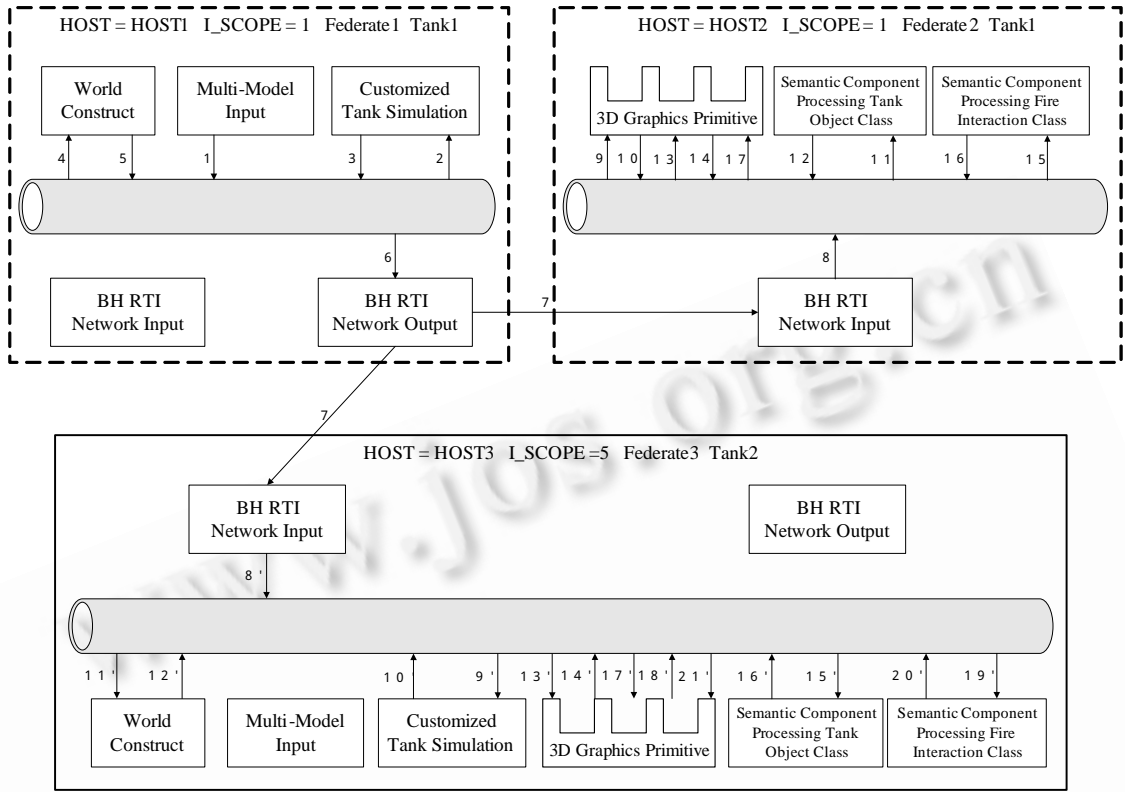 HOST = HOST1 I_SCOPE = 1 Federate1 Tank1
World
Construct
Multi-Model
Input
Customized
Tank Simulation
4
5
1
3
2
6
BH RTI
Network Input
BH RTI
Network Output
7
HOST = HOST2 I_SCOPE = 1 Federate2 Tank1
3D Graphics Primitive
Semantic Component
Processing Tank
Object Class
Semantic Component
Processing Fire
Interaction Class
9
10
13
14
17
12
11
16
15
8
BH RTI
Network Input
7
HOST = HOST3 I_SCOPE =5 Federate3 Tank2
BH RTI
Network Input
BH RTI
Network Output
8'
11'
12'
10'
9'
13'
14'
17'
18'
21'
16'
15'
20'
19'
World
Construct
Multi-Model
Input
Customized
Tank Simulation
3D Graphics Primitive
Semantic Component
Processing Tank
Object Class
Semantic Component
Processing Fire
Interaction Class
www.jos.org.cn